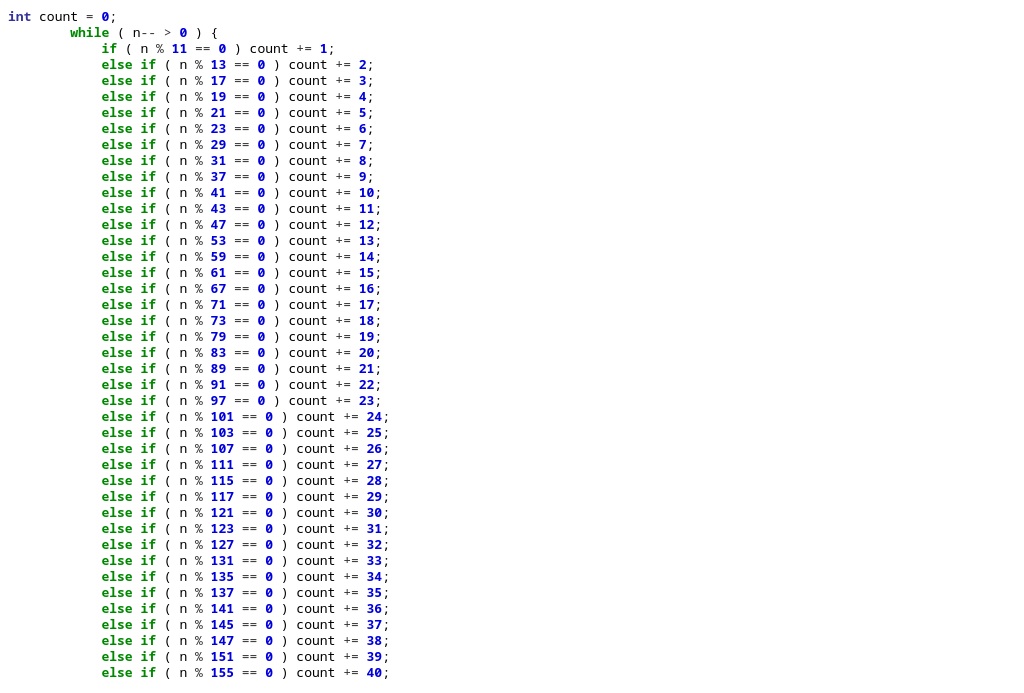 int count = 0;
while ( n-- > 0 ) {
if ( n % 11 == 0 ) count += 1;
else if ( n % 13 == 0 ) count += 2;
else if ( n % 17 == 0 ) count += 3;
else if ( n % 19 == 0 ) count += 4;
else if ( n % 21 == 0 ) count += 5;
else if ( n % 23 == 0 ) count += 6;
else if ( n % 29 == 0 ) count += 7;
else if ( n % 31 == 0 ) count += 8;
else if ( n % 37 == 0 ) count += 9;
else if ( n % 41 == 0 ) count += 10;
else if ( n % 43 == 0 ) count += 11;
else if ( n % 47 == 0 ) count += 12;
else if ( n % 53 == 0 ) count += 13;
else if ( n % 59 == 0 ) count += 14;
else if ( n % 61 == 0 ) count += 15;
else if ( n % 67 == 0 ) count += 16;
else if ( n % 71 == 0 ) count += 17;
else if ( n % 73 == 0 ) count += 18;
else if ( n % 79 == 0 ) count += 19;
else if ( n % 83 == 0 ) count += 20;
else if ( n % 89 == 0 ) count += 21;
else if ( n % 91 == 0 ) count += 22;
else if ( n % 97 == 0 ) count += 23;
else if ( n % 101 == 0 ) count += 24;
else if ( n % 103 == 0 ) count += 25;
else if ( n % 107 == 0 ) count += 26;
else if ( n % 111 == 0 ) count += 27;
else if ( n % 115 == 0 ) count += 28;
else if ( n % 117 == 0 ) count += 29;
else if ( n % 121 == 0 ) count += 30;
else if ( n % 123 == 0 ) count += 31;
else if ( n % 127 == 0 ) count += 32;
else if ( n % 131 == 0 ) count += 33;
else if ( n % 135 == 0 ) count += 34;
else if ( n % 137 == 0 ) count += 35;
else if ( n % 141 == 0 ) count += 36;
else if ( n % 145 == 0 ) count += 37;
else if ( n % 147 == 0 ) count += 38;
else if ( n % 151 == 0 ) count += 39;
else if ( n % 155 == 0 ) count += 40;